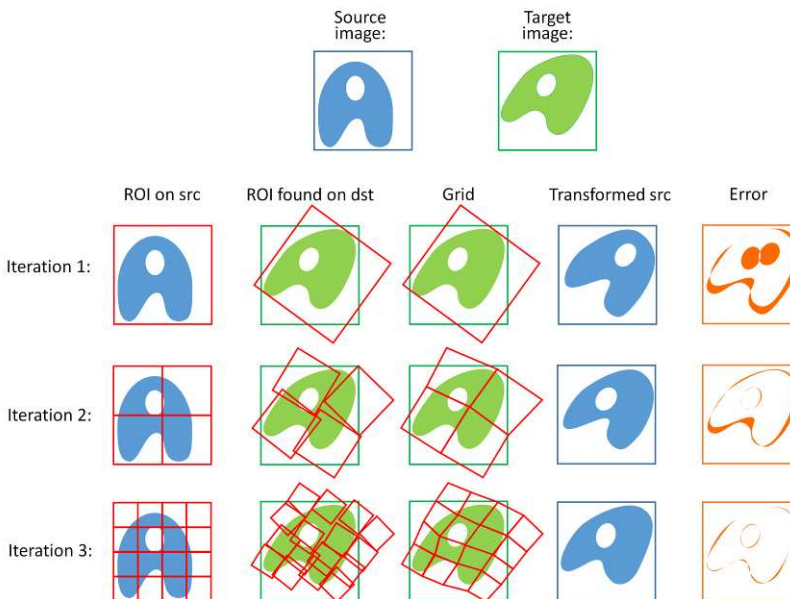 Source
image:
Target
image:
ROI on src
ROI found on dst
Grid
Transformed src
Error
Iteration 1:
Iteration 2:
Iteration 3: